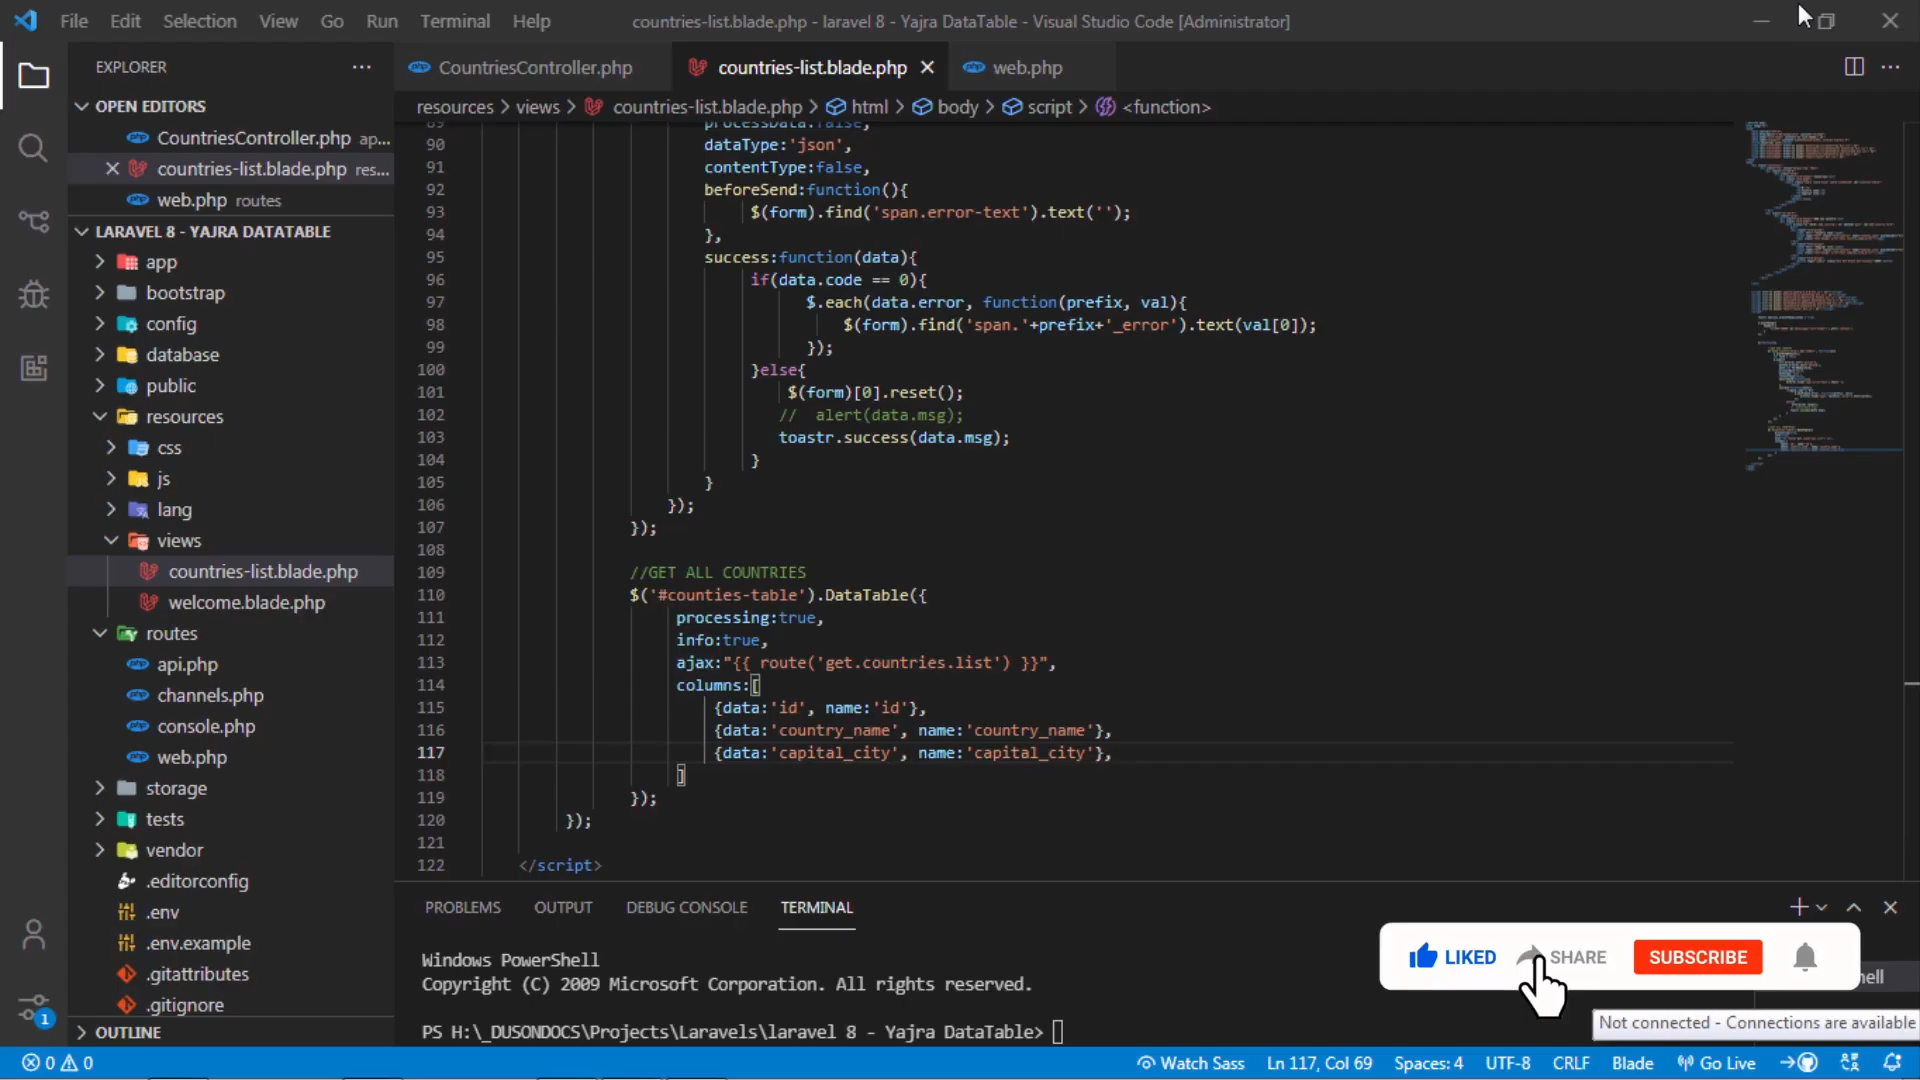 File Edit Selection View Go Run Terminal Help
countries-list.blade.php - laravel 8 - Yajra DataTable - Visual Studio Code [Administrator]
EXPLORER
OPEN EDITORS
CountriesController.php ap...
countries-list.blade.php res...
web.php routes
LARAVEL 8 - YAJRA DATATABLE
app
bootstrap
config
database
public
resources
css
js
lang
views
countries-list.blade.php
welcome.blade.php
routes
api.php
channels.php
console.php
web.php
storage
tests
vendor
.editorconfig
.env
.env.example
.gitattributes
.gitignore
OUTLINE
1
CountriesController.php countries-list.blade.php web.php
resources > views > countries-list.blade.php > html > body > script > <function>
89 processData:false,
90 dataType:'json',
91 contentType:false,
92 beforeSend:function(){
93 $(form).find('span.error-text').text('');
94 },
95 success:function(data){
96 if(data.code == 0){
97 $.each(data.error, function(prefix, val){
98 $(form).find('span.'+prefix+'_error').text(val[0]);
99 });
100 }else{
101 $(form)[0].reset();
102 // alert(data.msg);
103 toastr.success(data.msg);
104 }
105 }
106 });
107 });
108
109 //GET ALL COUNTRIES
110 $('#counties-table').DataTable({
111 processing:true,
112 info:true,
113 ajax:"{{ route('get.countries.list') }}",
114 columns:[
115 {data:'id', name:'id'},
116 {data:'country_name', name:'country_name'},
117 {data:'capital_city', name:'capital_city'},
118 ]
119 });
120 });
121
122 </script>
PROBLEMS OUTPUT DEBUG CONSOLE TERMINAL
Windows PowerShell
Copyright (C) 2009 Microsoft Corporation. All rights reserved.
PS H:\_DUSONDOCS\Projects\Laravels\laravel 8 - Yajra DataTable>
LIKED SHARE SUBSCRIBE
hell
Not connected - Connections are available
0 0 Watch Sass Ln 117, Col 69 Spaces: 4 UTF-8 CRLF Blade Go Live